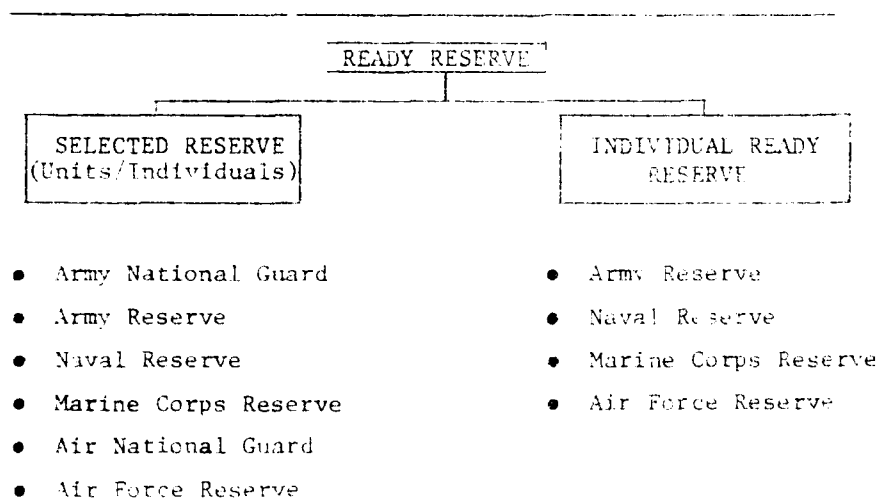 READY RESERVE
SELECTED RESERVE
(Units/Individuals)
INDIVIDUAL READY
RESERVE
• Army National Guard
• Army Reserve
• Naval Reserve
• Marine Corps Reserve
• Air National Guard
• Air Force Reserve
• Army Reserve
• Naval Reserve
• Marine Corps Reserve
• Air Force Reserve